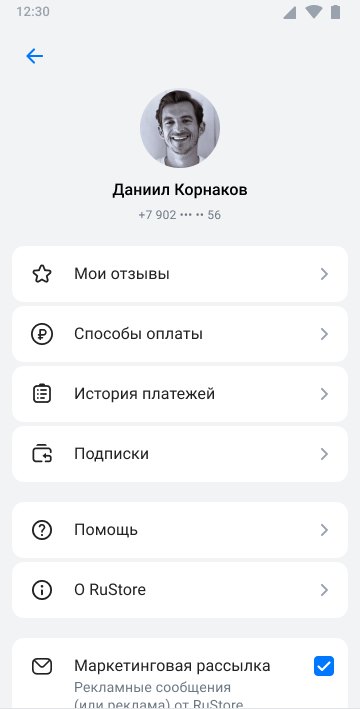 12:30
Даниил Корнаков
+7 902 ••• •• 56
Мои отзывы
Способы оплаты
История платежей
Подписки
Помощь
О RuStore
Маркетинговая рассылка
Рекламные сообщения
(или реклама) от RuStore